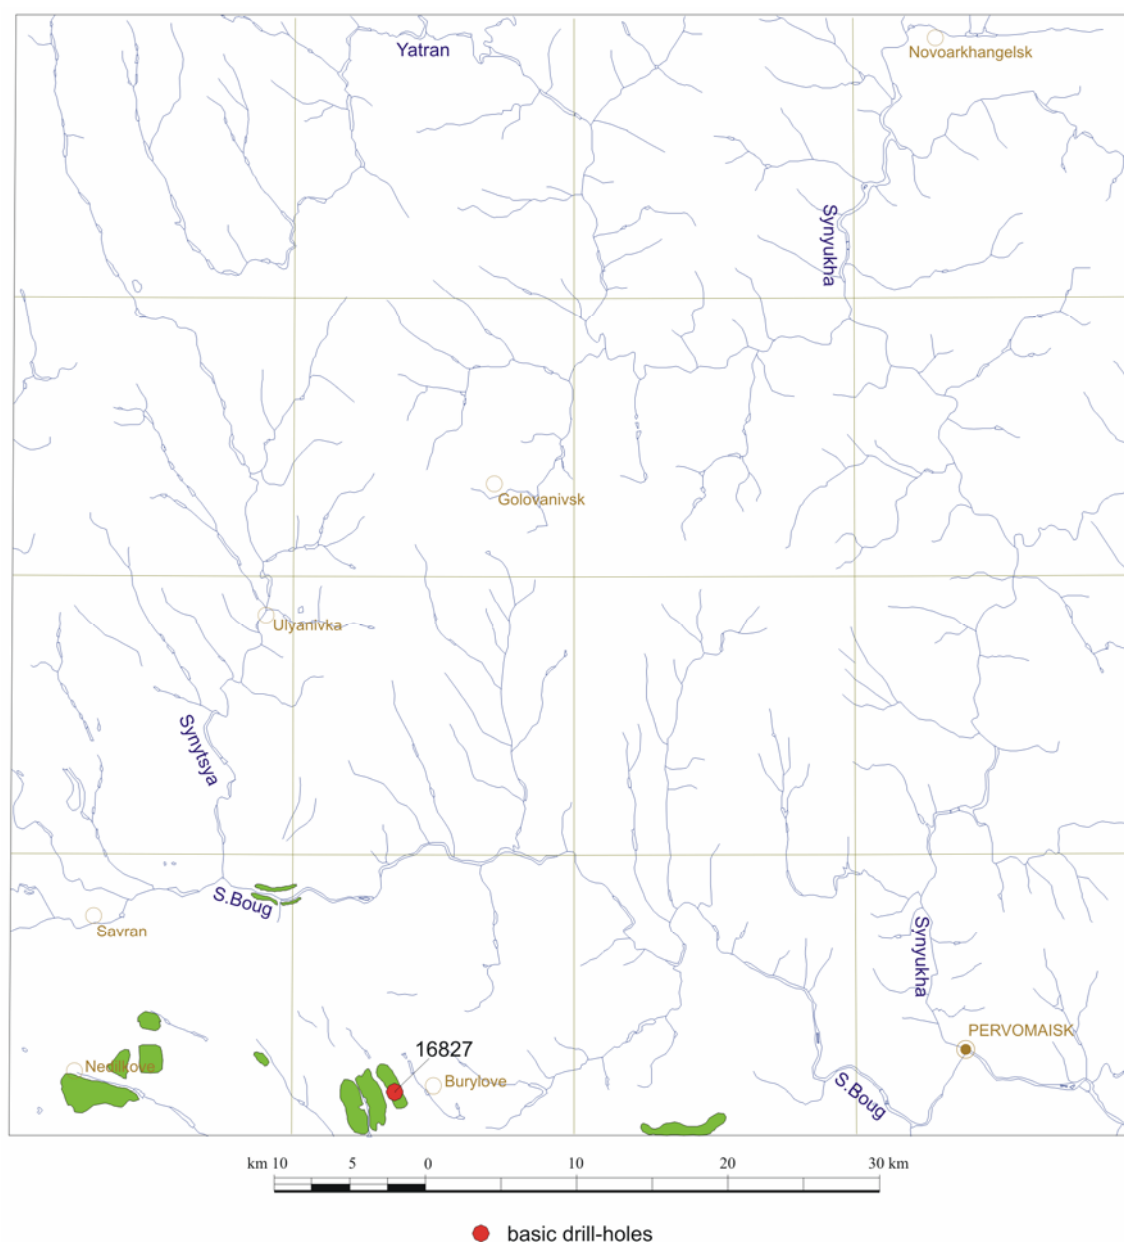 Yatran
Novoarkhangelsk
Synyukha
Golovanivsk
Ulyanivka
Synytsya
S.Boug
Savran
Synyukha
PERVOMAISK
16827
Nedilkove
Burylove
S.Boug
km 10 5 0 10 20 30 km
basic drill-holes